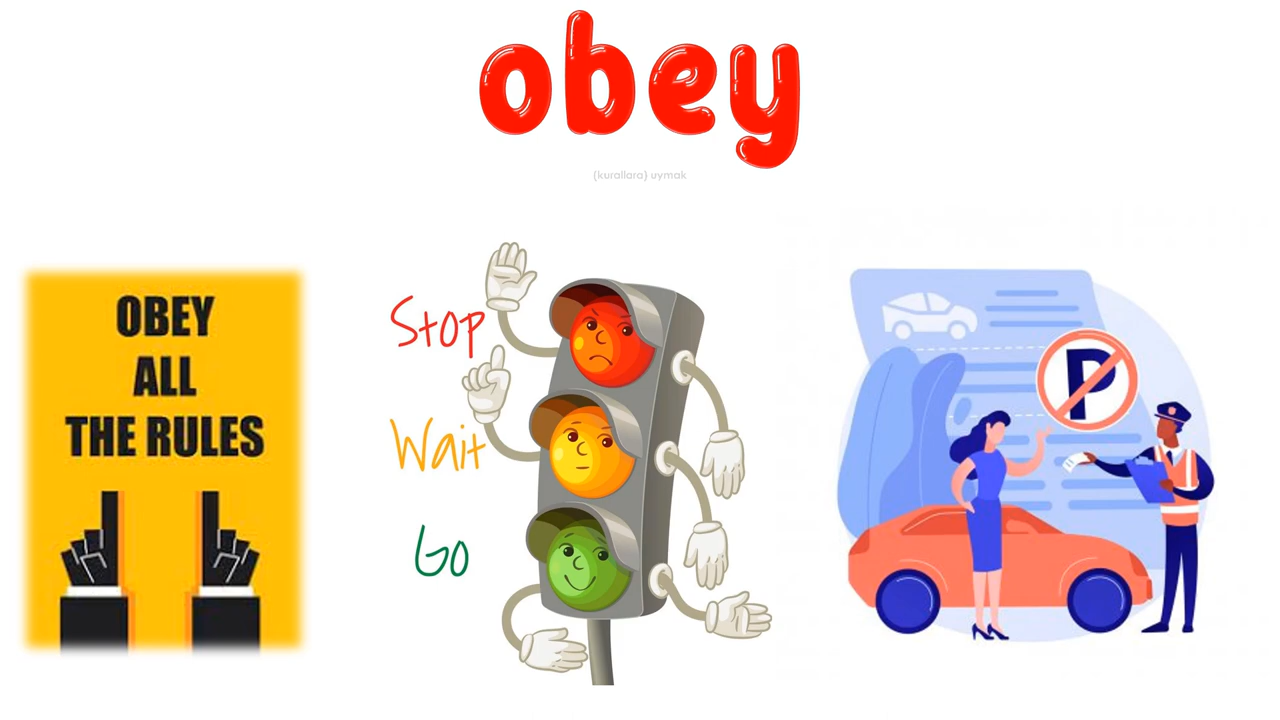 obey
(kurallara) uymak
OBEY
ALL
THE RULES
Stop
Wait
Go
P